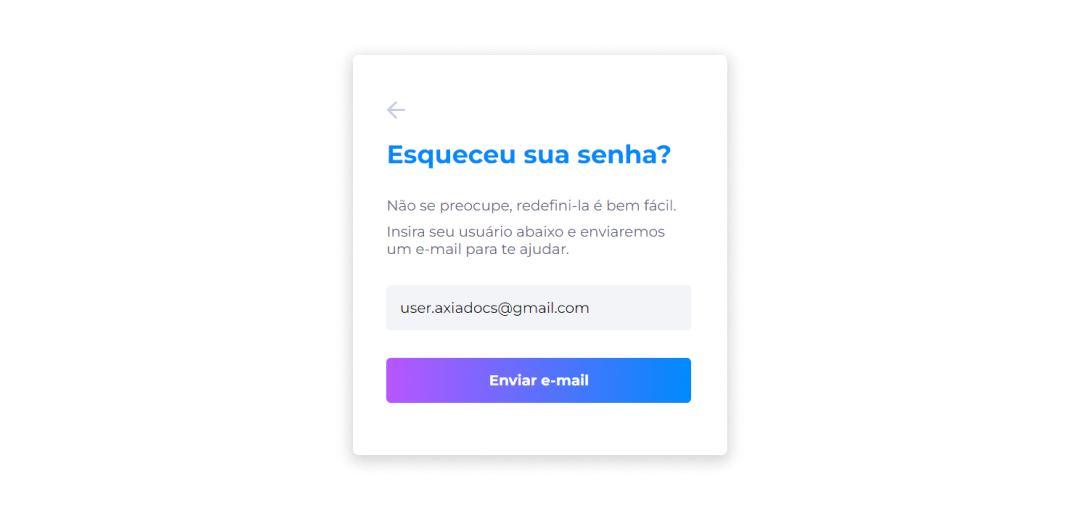 Esqueceu sua senha?
Não se preocupe, redefini-la é bem fácil.
Insira seu usuário abaixo e enviaremos
um e-mail para te ajudar.
user.axiadocs@gmail.com
Enviar e-mail